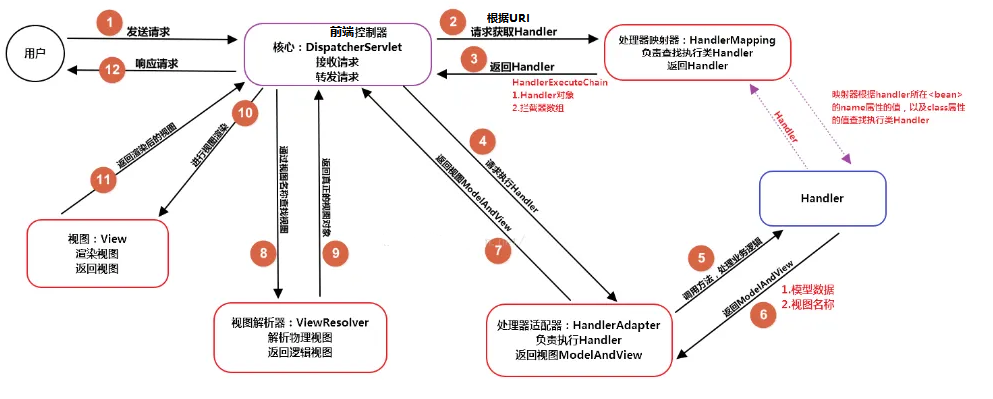 用户
1
发送请求
12
响应请求
前端控制器
核心：DispatcherServlet
接收请求
转发请求
2
根据URI
请求获取Handler
3
返回Handler
HandlerExecuteChain
1.Handler对象
2.拦截器数组
处理器映射器：HandlerMapping
负责查找执行类Handler
返回Handler
映射器根据handler所在<bean>
的name属性的值，以及class属性
的值查找执行类Handler
Handler
Handler
4
请求执行Handler
5
调用方法，处理业务逻辑
6
返回ModelAndView
1.模型数据
2.视图名称
处理器适配器：HandlerAdapter
负责执行Handler
返回视图ModelAndView
7
返回视图ModelAndView
8
通过视图名称查找视图
9
返回真正的视图对象
视图解析器：ViewResolver
解析物理视图
返回逻辑视图
10
进行视图渲染
11
返回渲染后的视图
视图：View
渲染视图
返回视图